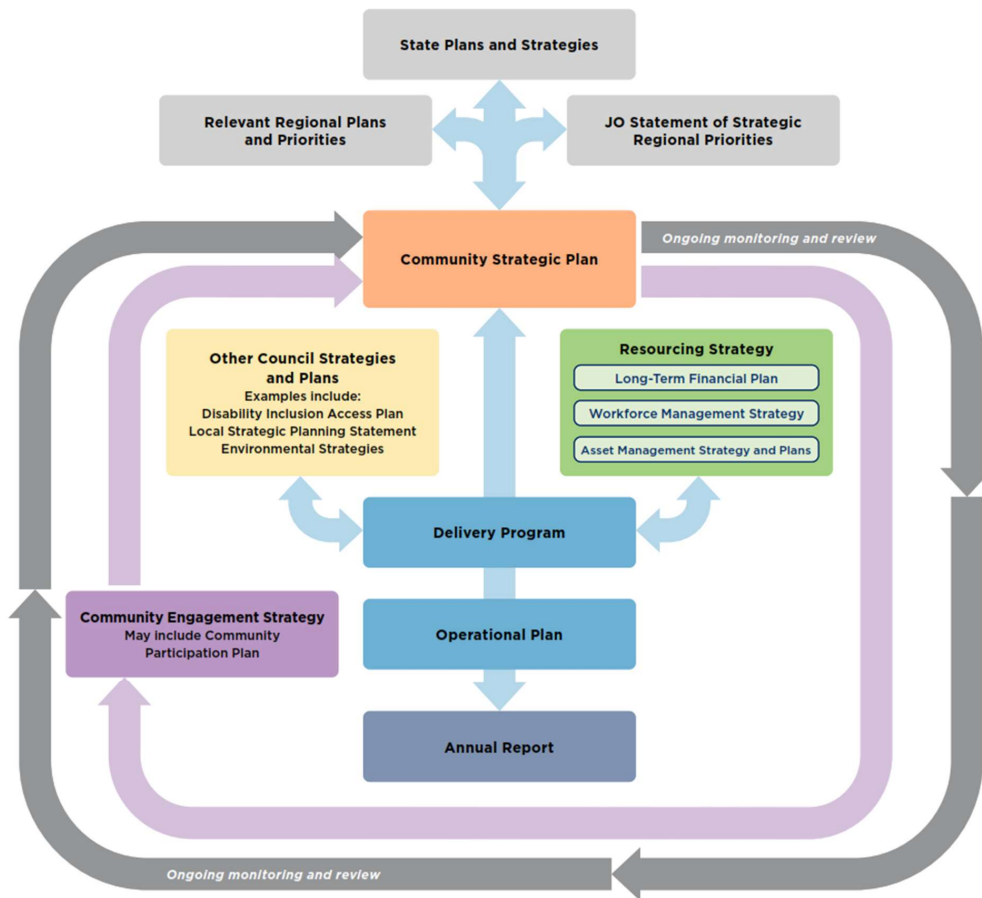 State Plans and Strategies
Relevant Regional Plans
and Priorities
JO Statement of Strategic
Regional Priorities
Ongoing monitoring and review
Community Strategic Plan
Other Council Strategies
and Plans
Examples include:
Disability Inclusion Access Plan
Local Strategic Planning Statement
Environmental Strategies
Resourcing Strategy
Long-Term Financial Plan
Workforce Management Strategy
Asset Management Strategy and Plans
Delivery Program
Community Engagement Strategy
May include Community
Participation Plan
Operational Plan
Annual Report
Ongoing monitoring and review